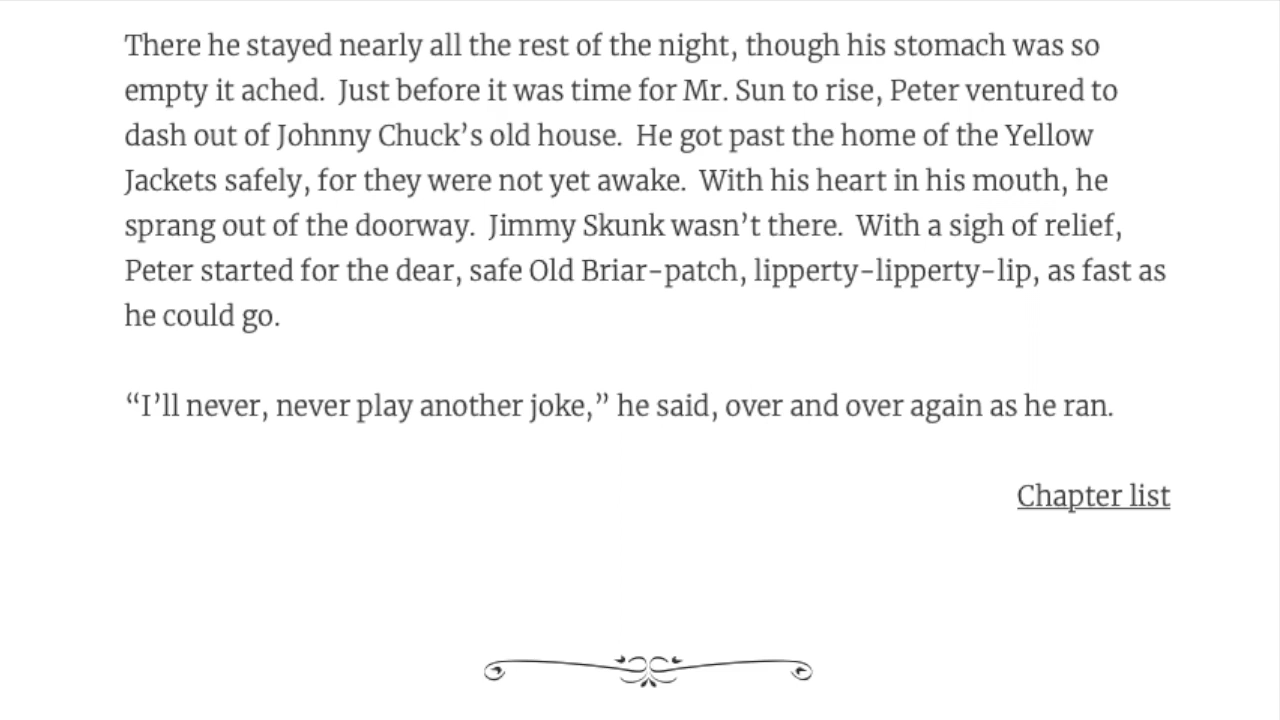 There he stayed nearly all the rest of the night, though his stomach was so
empty it ached.  Just before it was time for Mr. Sun to rise, Peter ventured to
dash out of Johnny Chuck’s old house.  He got past the home of the Yellow
Jackets safely, for they were not yet awake.  With his heart in his mouth, he
sprang out of the doorway.  Jimmy Skunk wasn’t there.  With a sigh of relief,
Peter started for the dear, safe Old Briar-patch, lipperty-lipperty-lip, as fast as
he could go.
“I’ll never, never play another joke,” he said, over and over again as he ran.
Chapter list